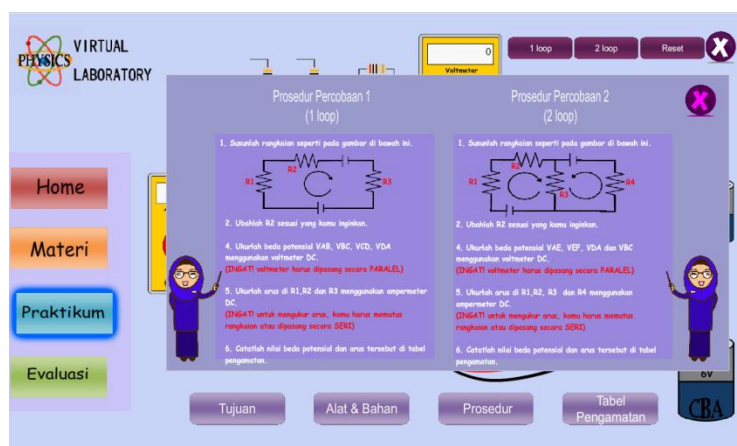 VIRTUAL
PHYSICS
LABORATORY
0
Voltmeter
1 loop
2 loop
Reset
X
Home
Materi
Praktikum
Evaluasi
Prosedur Percobaan 1
(1 loop)
1. Susunlah rangkaian seperti pada gambar di bawah ini.
R2
R1
R3
2. Ubahlah R2 sesuai yang kamu inginkan.
4. Ukurlah beda potensial VAB, VBC, VCD, VDA
menggunakan voltmeter DC.
(INGAT! voltmeter harus dipasang secara PARALEL)
5. Ukurlah arus di R1,R2 dan R3 menggunakan ampermeter
DC.
(INGAT! untuk mengukur arus, kamu harus memutus
rangkaian atau dipasang secara SERI)
6. Catatlah nilai beda potensial dan arus tersebut di tabel
pengamatan.
Prosedur Percobaan 2
(2 loop)
X
1. Susunlah rangkaian seperti pada gambar di bawah ini.
R2
R1
R3
R4
2. Ubahlah R2 sesuai yang kamu inginkan.
4. Ukurlah beda potensial VAE, VEF, VDA dan VBC
menggunakan voltmeter DC.
(INGAT! voltmeter harus dipasang secara PARALEL)
5. Ukurlah arus di R1,R2, R3 dan R4 menggunakan
ampermeter DC.
(INGAT! untuk mengukur arus, kamu harus memutus
rangkaian atau dipasang secara SERI)
6. Catatlah nilai beda potensial dan arus tersebut di tabel
pengamatan.
6V
CBA
Tujuan
Alat & Bahan
Prosedur
Tabel
Pengamatan